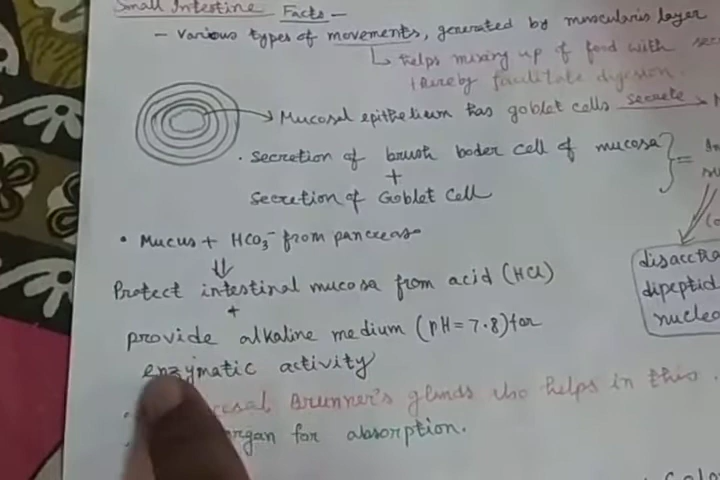 Small Intestine Facts -
- Various types of movements, generated by muscularis layer
helps mixing up of food with
thereby facilitate digestion.
Mucosal epithelium has goblet cells secrete
. secretion of brush boder cell of mucosa
+
secretion of Goblet Cell
=
• Mucus + HCO₃⁻ from pancrease
Protect intestinal mucosa from acid (HCl)
+
provide alkaline medium (pH = 7.8) for
enzymatic activity
disaccha
dipeptid
nucleo
Brunner's glands also helps in this.
organ for absorption.